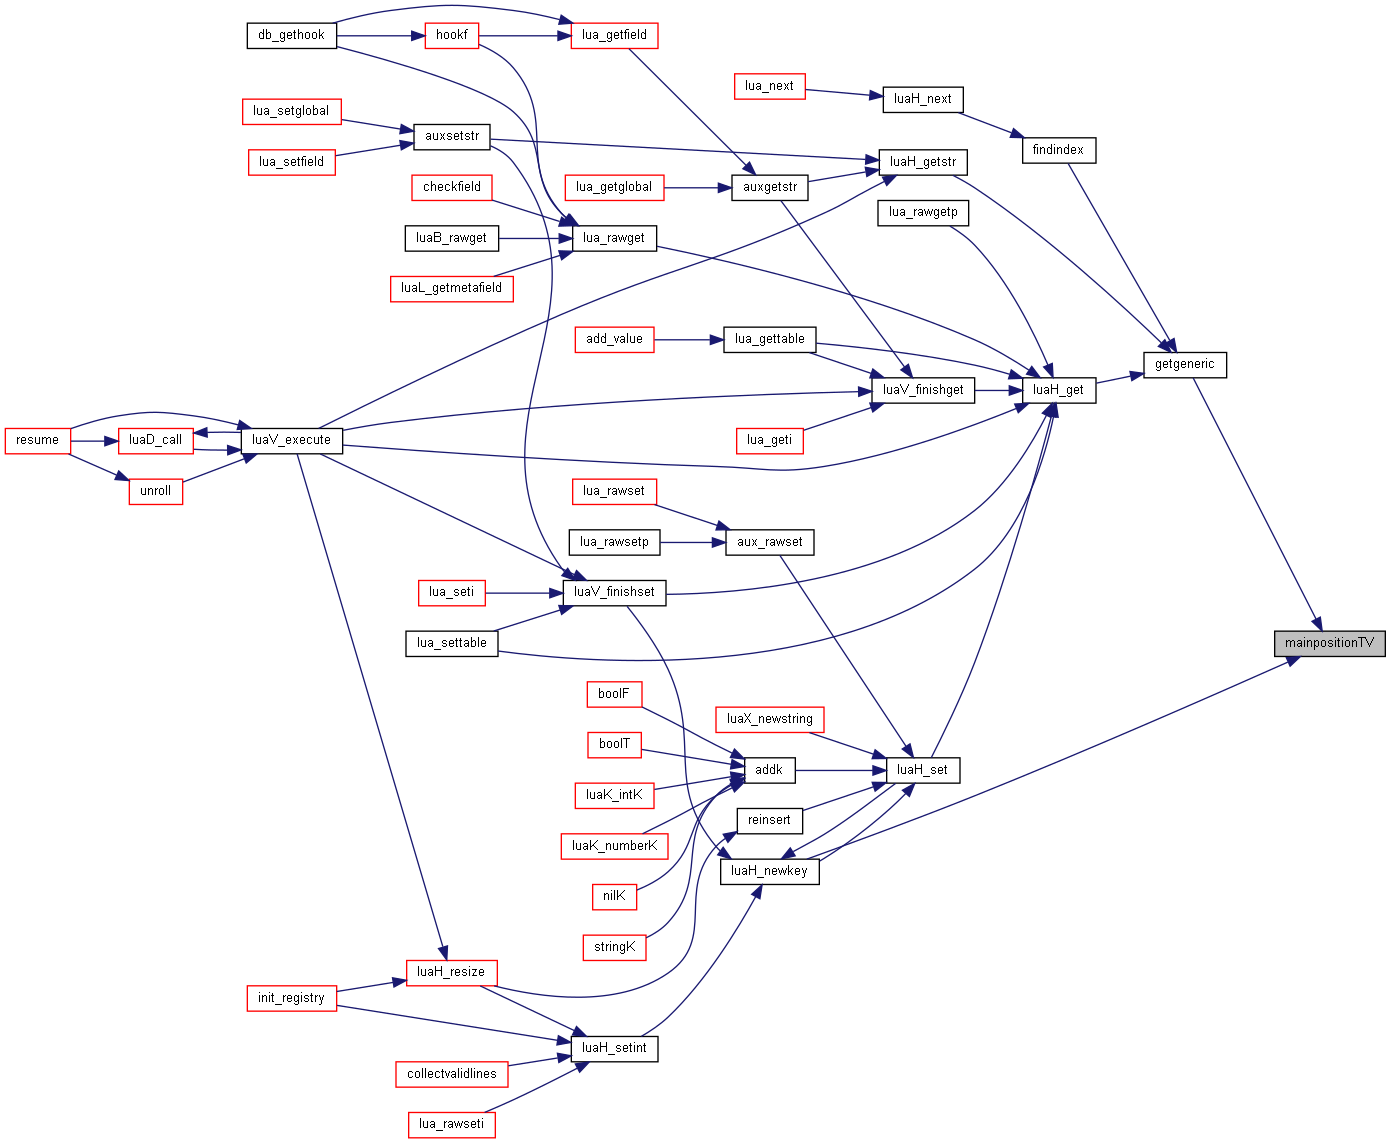 db_gethook
hookf
lua_getfield
lua_next
luaH_next
lua_setglobal
auxsetstr
findindex
lua_setfield
luaH_getstr
checkfield
lua_getglobal
auxgetstr
lua_rawgetp
luaB_rawget
lua_rawget
luaL_getmetafield
add_value
lua_gettable
getgeneric
luaV_finishget
luaH_get
resume
luaD_call
luaV_execute
lua_geti
unroll
lua_rawset
lua_rawsetp
aux_rawset
lua_seti
luaV_finishset
lua_settable
mainpositionTV
boolF
luaX_newstring
boolT
addk
luaH_set
luaK_intK
reinsert
luaK_numberK
luaH_newkey
nilK
stringK
luaH_resize
init_registry
luaH_setint
collectvalidlines
lua_rawseti